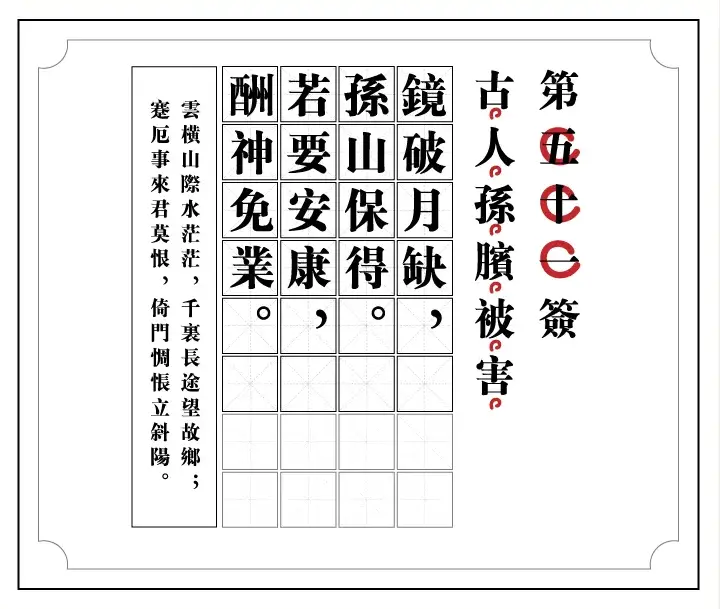 第五十一簽
古人孫臏被害
鏡破月缺，
孫山保得。
若要安康，
酬神免業。
雲橫山際水茫茫，千裏長途望故鄉；
蹇厄事來君莫恨，倚門惆悵立斜陽。